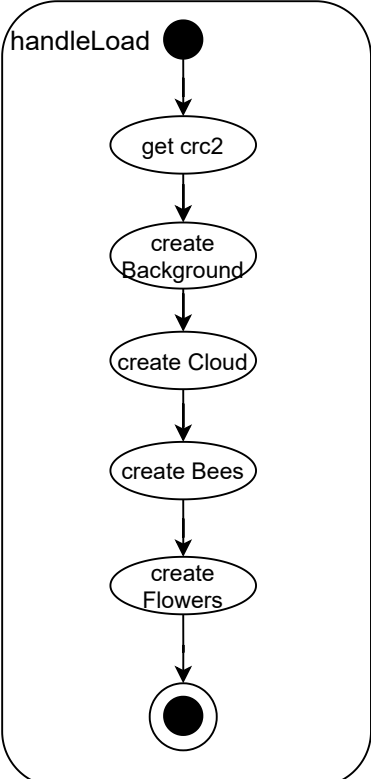 handleLoad
get crc2
create
Background
create Cloud
create Bees
create
Flowers